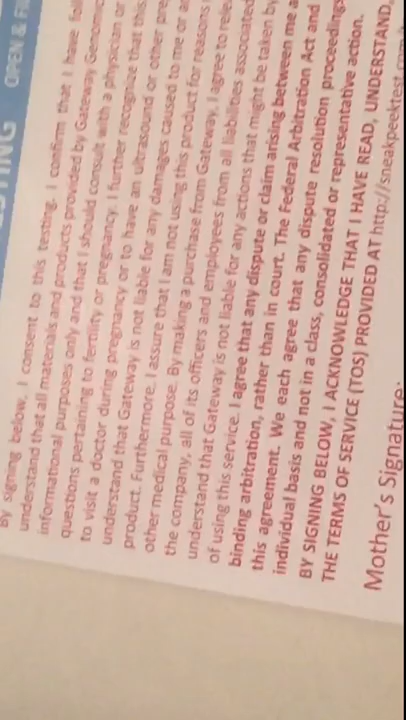 STING OPEN & FI
By signing below, I consent to this testing. I confirm that I have
understand that all materials and products provided by Gateway Genomic
informational purposes only and that I should consult with a physician or
questions pertaining to fertility or pregnancy. I further recognize that this
to visit a doctor during pregnancy or to have an ultrasound or other pre
understand that Gateway is not liable for any damages caused to me or
product. Furthermore, I assure that I am not using this product for reasons
other medical purpose. By making a purchase from Gateway, I agree to rele
the company, all of its officers and employees from all liabilities associated
understand that Gateway is not liable for any actions that might be taken by
of using this service. I agree that any dispute or claim arising between me a
binding arbitration, rather than in court. The Federal Arbitration Act and
this agreement. We each agree that any dispute resolution proceedings
individual basis and not in a class, consolidated or representative action.
BY SIGNING BELOW, I ACKNOWLEDGE THAT I HAVE READ, UNDERSTAND,
THE TERMS OF SERVICE (TOS) PROVIDED AT http://sneakpeektest.com/
Mother's Signature: